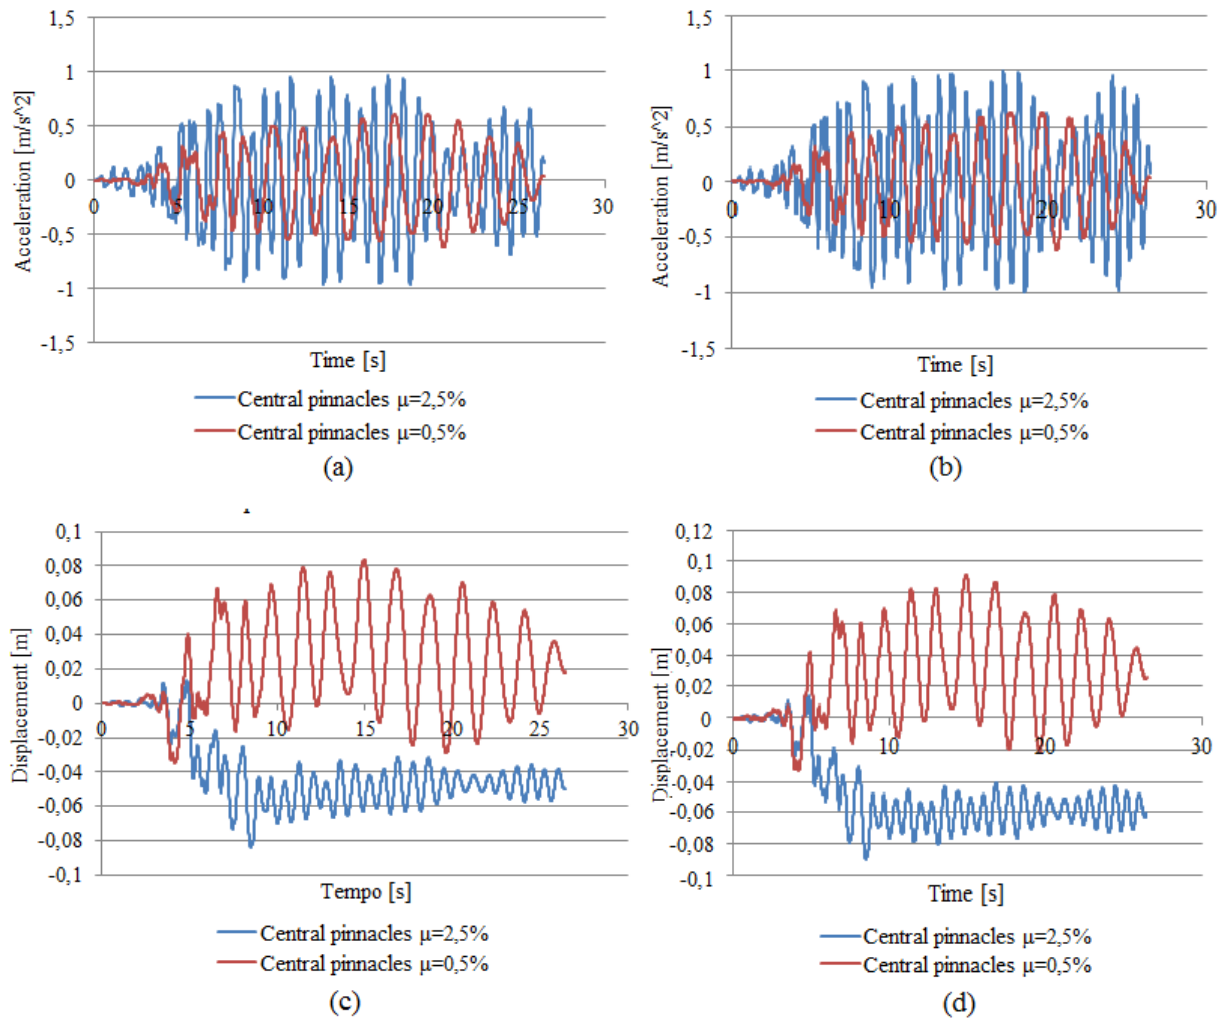 1,5
1
0,5
0
-0,5
-1
-1,5
0
5
10
15
20
25
30
Acceleration [m/s^2]
Time [s]
Central pinnacles μ=2,5%
Central pinnacles μ=0,5%
(a)
1,5
1
0,5
0
-0,5
-1
-1,5
0
10
20
30
Acceleration [m/s^2]
Time [s]
Central pinnacles μ=2,5%
Central pinnacles μ=0,5%
(b)
0,1
0,08
0,06
0,04
0,02
0
-0,02
-0,04
-0,06
-0,08
-0,1
0
5
10
15
20
25
30
Displacement [m]
Tempo [s]
Central pinnacles μ=2,5%
Central pinnacles μ=0,5%
(c)
0,12
0,1
0,08
0,06
0,04
0,02
0
-0,02
-0,04
-0,06
-0,08
-0,1
0
10
20
30
Displacement [m]
Time [s]
Central pinnacles μ=2,5%
Central pinnacles μ=0,5%
(d)